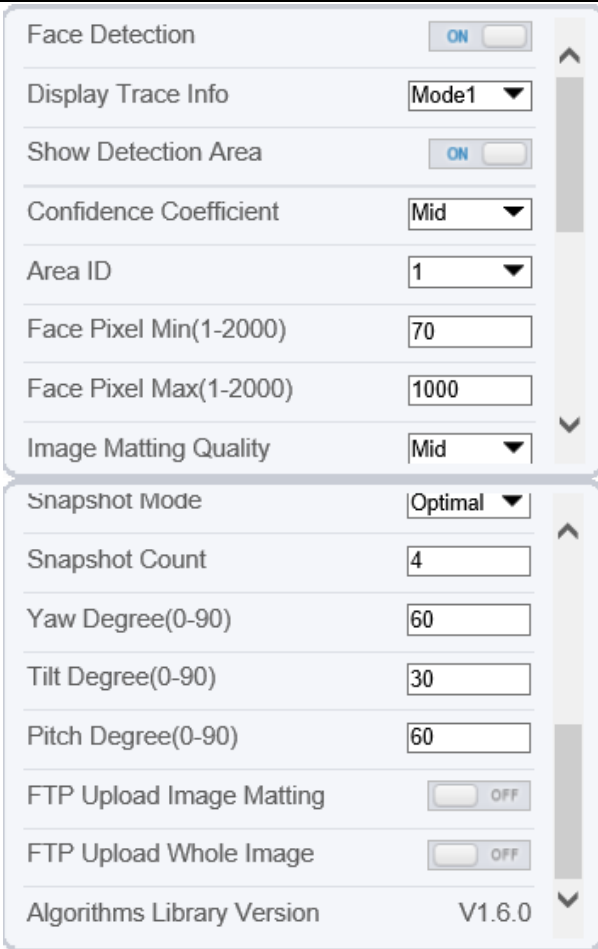 Face Detection ON
Display Trace Info Mode1
Show Detection Area ON
Confidence Coefficient Mid
Area ID 1
Face Pixel Min(1-2000) 70
Face Pixel Max(1-2000) 1000
Image Matting Quality Mid
Snapshot Mode Optimal
Snapshot Count 4
Yaw Degree(0-90) 60
Tilt Degree(0-90) 30
Pitch Degree(0-90) 60
FTP Upload Image Matting OFF
FTP Upload Whole Image OFF
Algorithms Library Version V1.6.0